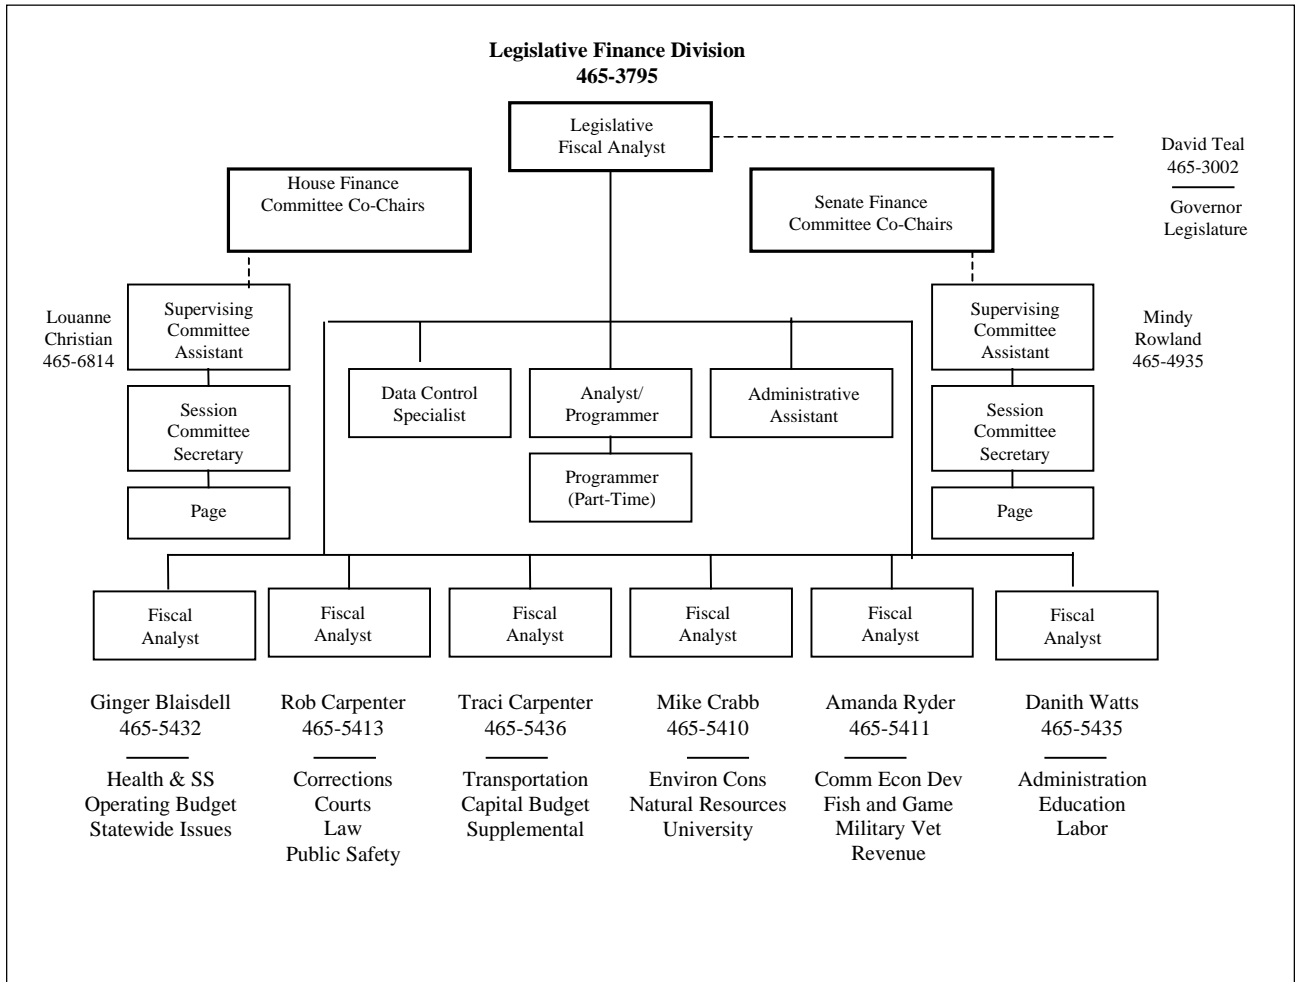 Legislative Finance Division
465-3795
Legislative
Fiscal Analyst
David Teal
465-3002
Governor
Legislature
House Finance
Committee Co-Chairs
Senate Finance
Committee Co-Chairs
Louanne
Christian
465-6814
Supervising
Committee
Assistant
Supervising
Committee
Assistant
Mindy
Rowland
465-4935
Data Control
Specialist
Analyst/
Programmer
Administrative
Assistant
Session
Committee
Secretary
Session
Committee
Secretary
Programmer
(Part-Time)
Page
Page
Fiscal
Analyst
Fiscal
Analyst
Fiscal
Analyst
Fiscal
Analyst
Fiscal
Analyst
Fiscal
Analyst
Ginger Blaisdell
465-5432
Health & SS
Operating Budget
Statewide Issues
Rob Carpenter
465-5413
Corrections
Courts
Law
Public Safety
Traci Carpenter
465-5436
Transportation
Capital Budget
Supplemental
Mike Crabb
465-5410
Environ Cons
Natural Resources
University
Amanda Ryder
465-5411
Comm Econ Dev
Fish and Game
Military Vet
Revenue
Danith Watts
465-5435
Administration
Education
Labor